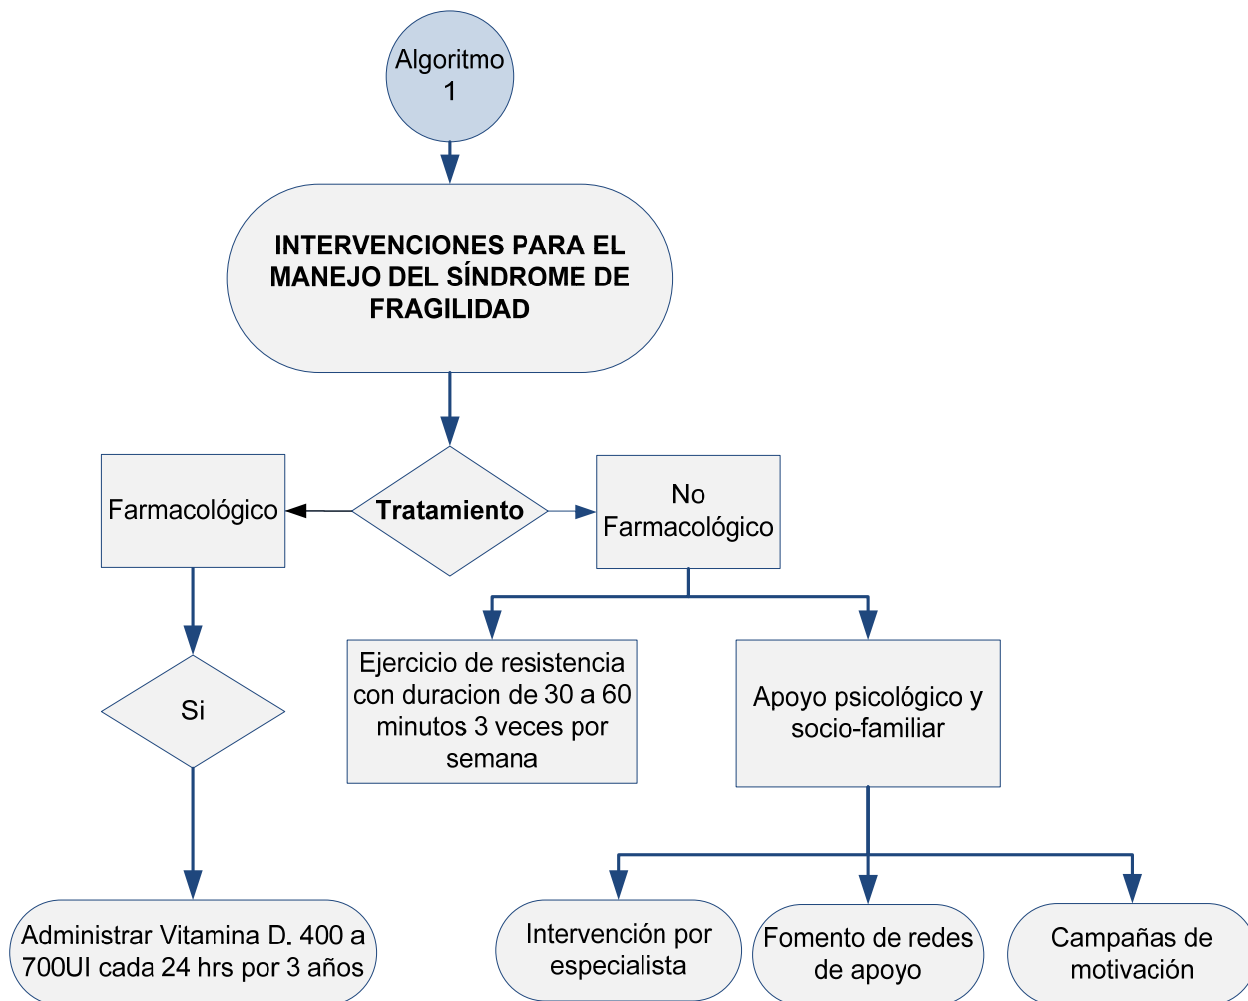 Algoritmo
1
INTERVENCIONES PARA EL
MANEJO DEL SÍNDROME DE
FRAGILIDAD
Farmacológico
Tratamiento
No
Farmacológico
Si
Ejercicio de resistencia
con duracion de 30 a 60
minutos 3 veces por
semana
Apoyo psicológico y
socio-familiar
Administrar Vitamina D. 400 a
700UI cada 24 hrs por 3 años
Intervención por
especialista
Fomento de redes
de apoyo
Campañas de
motivación